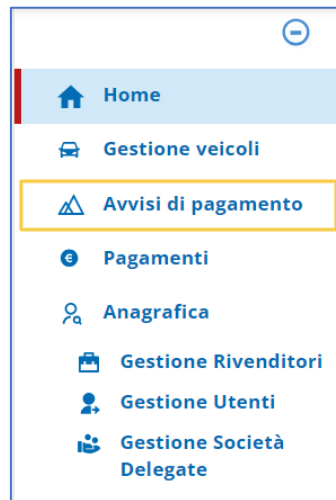 Home
Gestione veicoli
Avvisi di pagamento
Pagamenti
Anagrafica
Gestione Rivenditori
Gestione Utenti
Gestione Società
Delegate